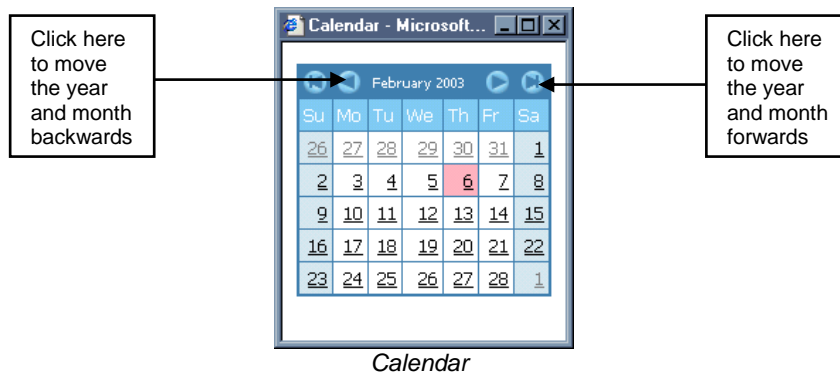 Calendar - Microsoft...
Click here
to move
the year
and month
backwards
Click here
to move
the year
and month
forwards
February 2003
Su Mo Tu We Th Fr Sa
26 27 28 29 30 31 1
2 3 4 5 6 7 8
9 10 11 12 13 14 15
16 17 18 19 20 21 22
23 24 25 26 27 28 1
Calendar